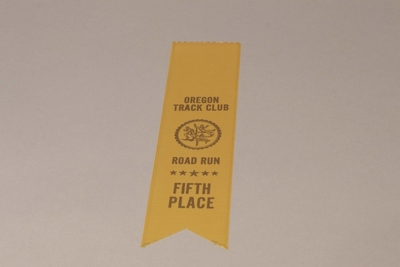 OREGON
TRACK CLUB
ROAD RUN
FIFTH
PLACE